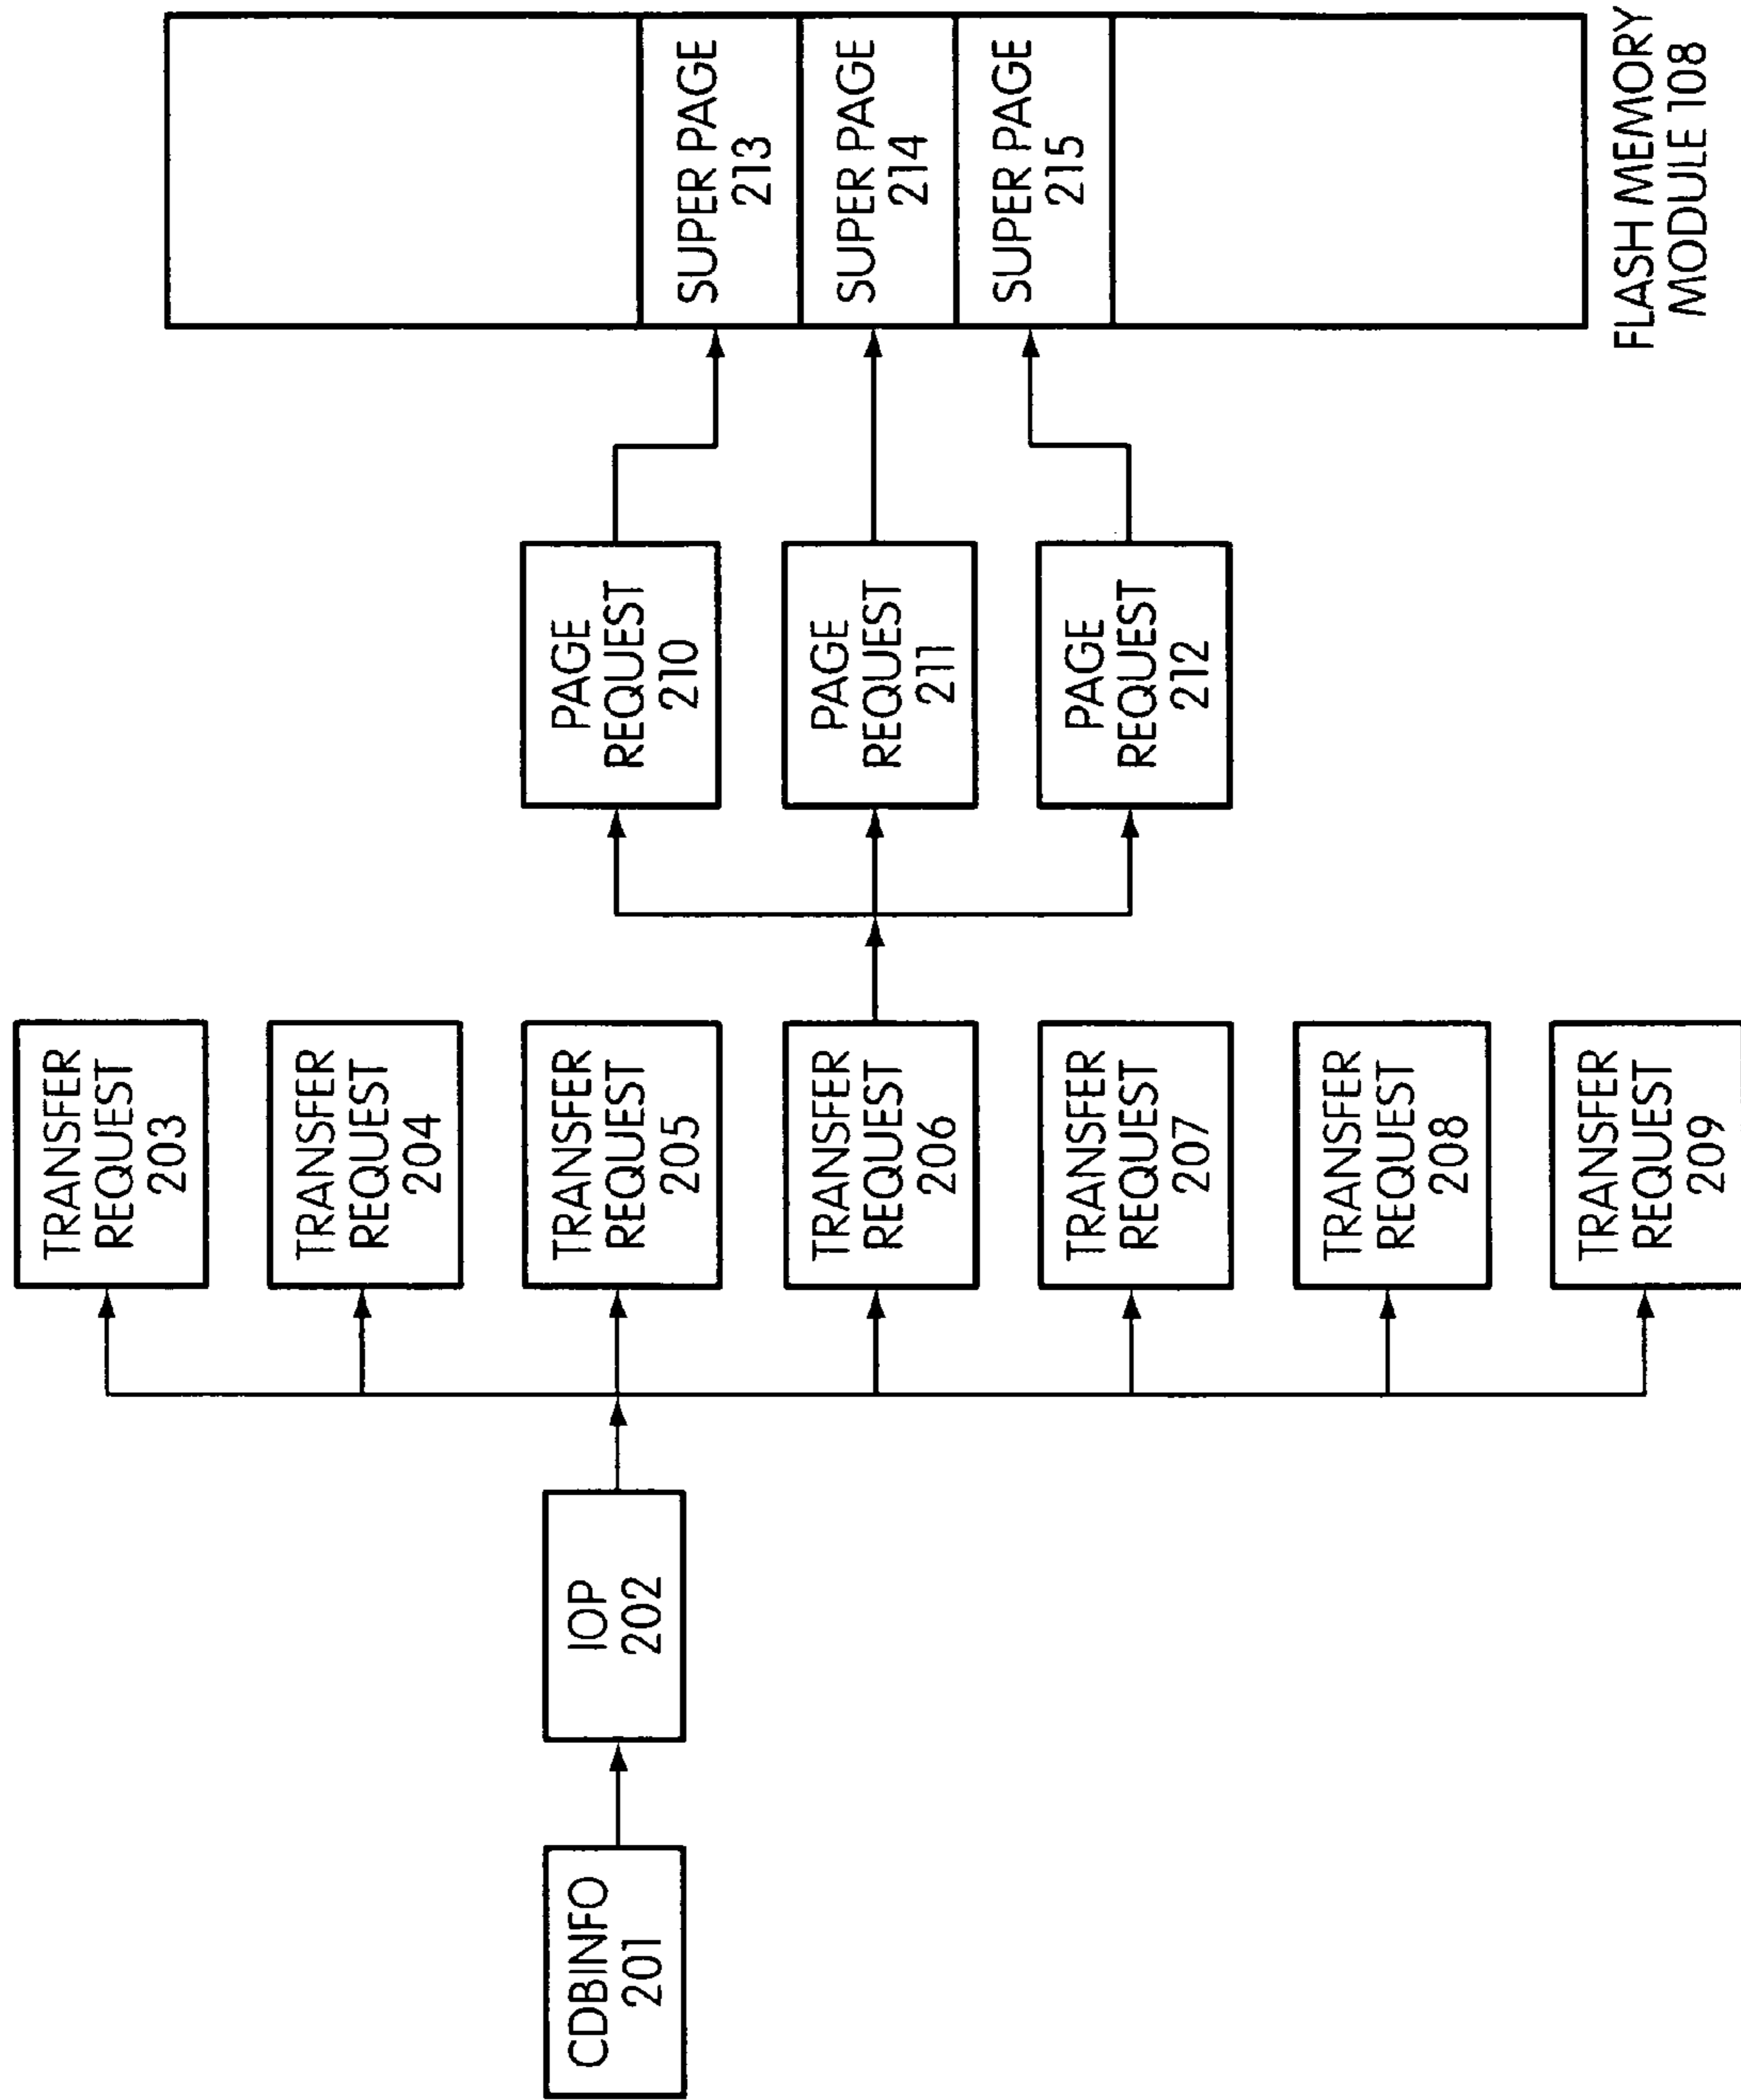 CDBINFO
201
IOP
202
TRANSFER
REQUEST
203
TRANSFER
REQUEST
204
TRANSFER
REQUEST
205
TRANSFER
REQUEST
206
TRANSFER
REQUEST
207
TRANSFER
REQUEST
208
TRANSFER
REQUEST
209
PAGE
REQUEST
210
PAGE
REQUEST
211
PAGE
REQUEST
212
SUPER PAGE
213
SUPER PAGE
214
SUPER PAGE
215
FLASH MEMORY
MODULE 108